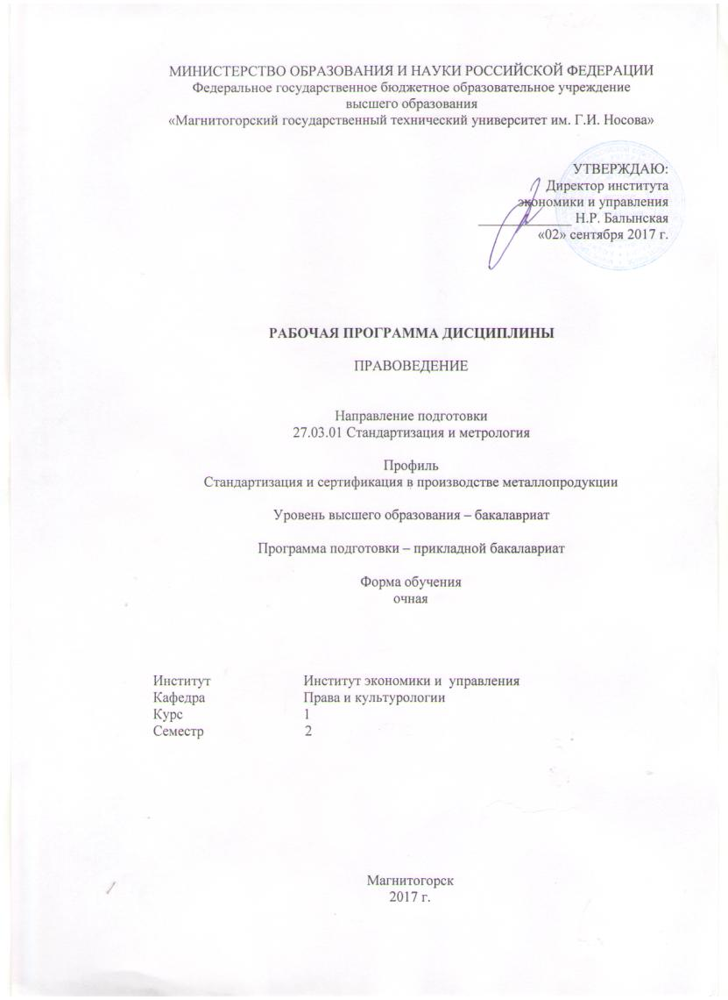 МИНИСТЕРСТВО ОБРАЗОВАНИЯ И НАУКИ РОССИЙСКОЙ ФЕДЕРАЦИИ
Федеральное государственное бюджетное образовательное учреждение
высшего образования
«Магнитогорский государственный технический университет им. Г.И. Носова»
УТВЕРЖДАЮ:
Директор института
экономики и управления
_____________ Н.Р. Балынская
«02» сентября 2017 г.
РАБОЧАЯ ПРОГРАММА ДИСЦИПЛИНЫ
ПРАВОВЕДЕНИЕ
Направление подготовки
27.03.01 Стандартизация и метрология
Профиль
Стандартизация и сертификация в производстве металлопродукции
Уровень высшего образования – бакалавриат
Программа подготовки – прикладной бакалавриат
Форма обучения
очная
Институт Институт экономики и управления
Кафедра Права и культурологии
Курс 1
Семестр 2
Магнитогорск
2017 г.